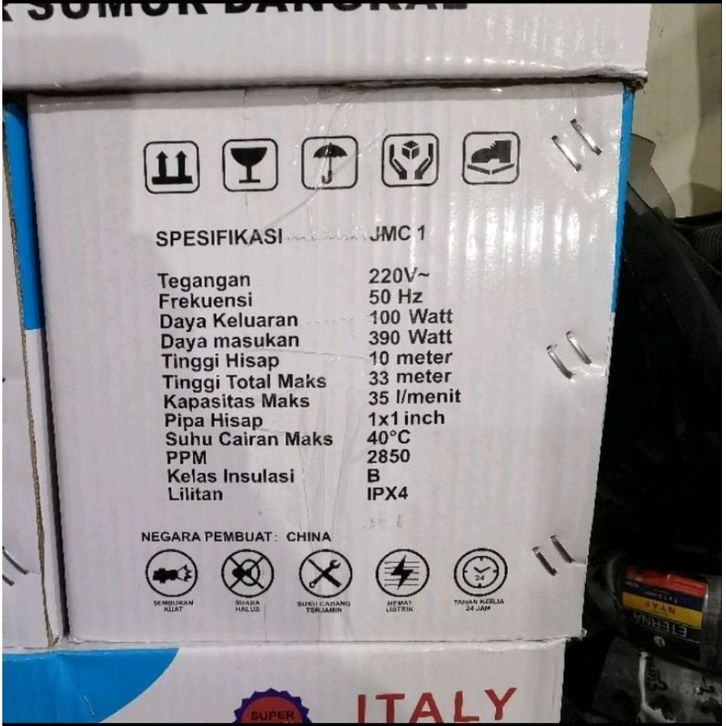 SUMUR DANGKAL
SPESIFIKASI JMC 1
Tegangan 220V~
Frekuensi 50 Hz
Daya Keluaran 100 Watt
Daya masukan 390 Watt
Tinggi Hisap 10 meter
Tinggi Total Maks 33 meter
Kapasitas Maks 35 l/menit
Pipa Hisap 1x1 inch
Suhu Cairan Maks 40°C
PPM 2850
Kelas Insulasi B
Lilitan IPX4
NEGARA PEMBUAT: CHINA
24
SEMBURAN KUAT
SUARA HALUS
SUKU CADANG TERJAMIN
HEMAT LISTRIK
TAHAN KERJA 24 JAM
NYAF
ETERNA
SUPER
ITALY